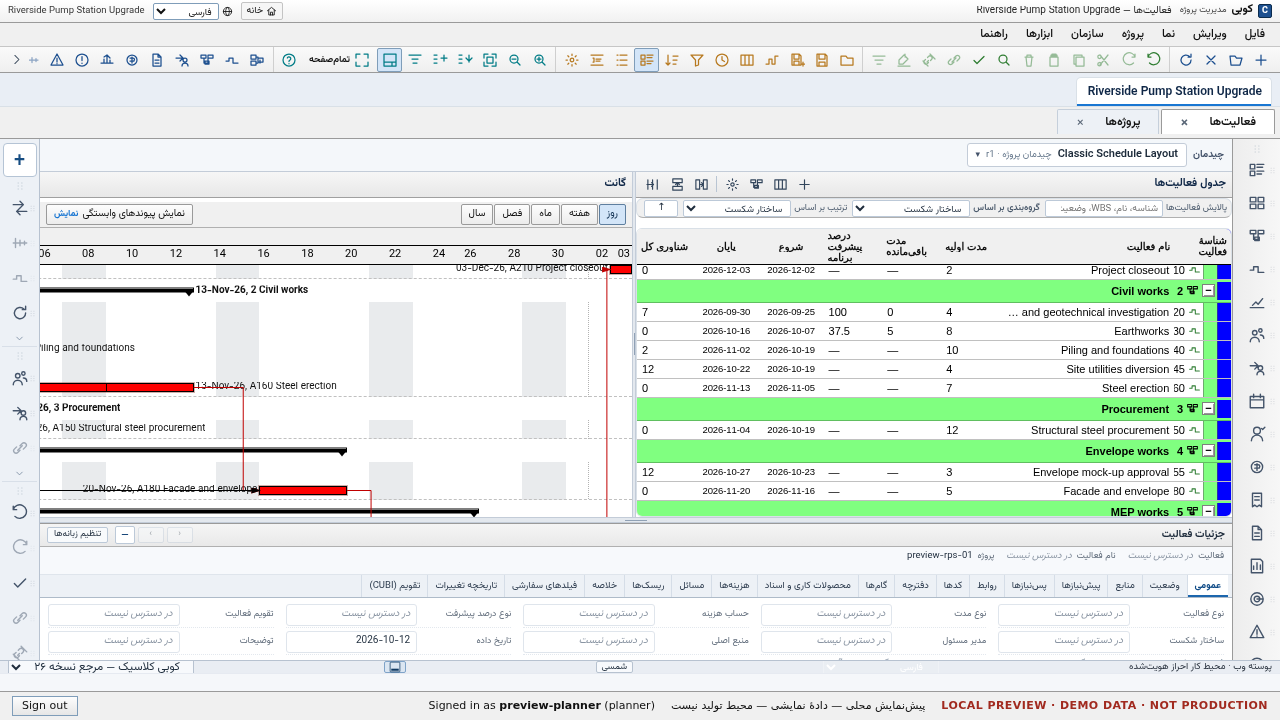 کوبی مدیریت پروژه فعالیت‌ها — Riverside Pump Station Upgrade
خانه
فارسی
Riverside Pump Station Upgrade
فایل ویرایش نما پروژه سازمان ابزارها راهنما
تمام‌صفحه
Riverside Pump Station Upgrade
فعالیت‌ها ×
پروژه‌ها ×
چیدمان Classic Schedule Layout چیدمان پروژه · r1
جدول فعالیت‌ها
پالایش فعالیت‌ها شناسه، نام، WBS، وضعیت گروه‌بندی بر اساس ساختار شکست ترتیب بر اساس ساختار شکست ↑
شناسهٔ فعالیت نام فعالیت مدت اولیه مدت باقی‌مانده درصد پیشرفت برنامه شروع پایان شناوری کل
10 Project closeout 2 — — 2026-12-02 2026-12-03 0
2 Civil works
20 and geotechnical investigation ... 4 0 100 2026-09-25 2026-09-30 7
30 Earthworks 8 5 37.5 2026-10-07 2026-10-16 0
40 Piling and foundations 10 — — 2026-10-19 2026-11-02 2
45 Site utilities diversion 4 — — 2026-10-19 2026-10-22 12
60 Steel erection 7 — — 2026-11-05 2026-11-13 0
3 Procurement
50 Structural steel procurement 12 — — 2026-10-19 2026-11-04 0
4 Envelope works
55 Envelope mock-up approval 3 — — 2026-10-23 2026-10-27 12
80 Facade and envelope 5 — — 2026-11-16 2026-11-20 0
5 MEP works
گانت
روز هفته ماه فصل سال
نمایش پیوندهای وابستگی نمایش
06 08 10 12 14 16 18 20 22 24 26 28 30 02 03
03-Dec-26, A210 Project closeout
13-Nov-26, 2 Civil works
Piling and foundations
13-Nov-26, A160 Steel erection
26, 3 Procurement
26, A150 Structural steel procurement
20-Nov-26, A180 Facade and envelope
جزئیات فعالیت
تنظیم زبانه‌ها
فعالیت در دسترس نیست نام فعالیت در دسترس نیست پروژه preview-rps-01
عمومی وضعیت منابع پیش‌نیازها پس‌نیازها روابط کدها دفترچه گام‌ها محصولات کاری و اسناد هزینه‌ها مسائل ریسک‌ها خلاصه فیلدهای سفارشی تاریخچه تغییرات تقویم (CUBI)
نوع فعالیت در دسترس نیست نوع مدت در دسترس نیست حساب هزینه در دسترس نیست نوع درصد پیشرفت در دسترس نیست تقویم فعالیت در دسترس نیست
ساختار شکست در دسترس نیست مدیر مسئول در دسترس نیست منبع اصلی در دسترس نیست تاریخ داده 2026-10-12 توضیحات در دسترس نیست
پوسته وب · محیط کار احراز هویت‌شده
فارسی
شمسی
کوبی کلاسیک — مرجع نسخه ۲۶
LOCAL PREVIEW · DEMO DATA · NOT PRODUCTION
پیش‌نمایش محلی — دادهٔ نمایشی — محیط تولید نیست
Signed in as preview-planner (planner)
Sign out